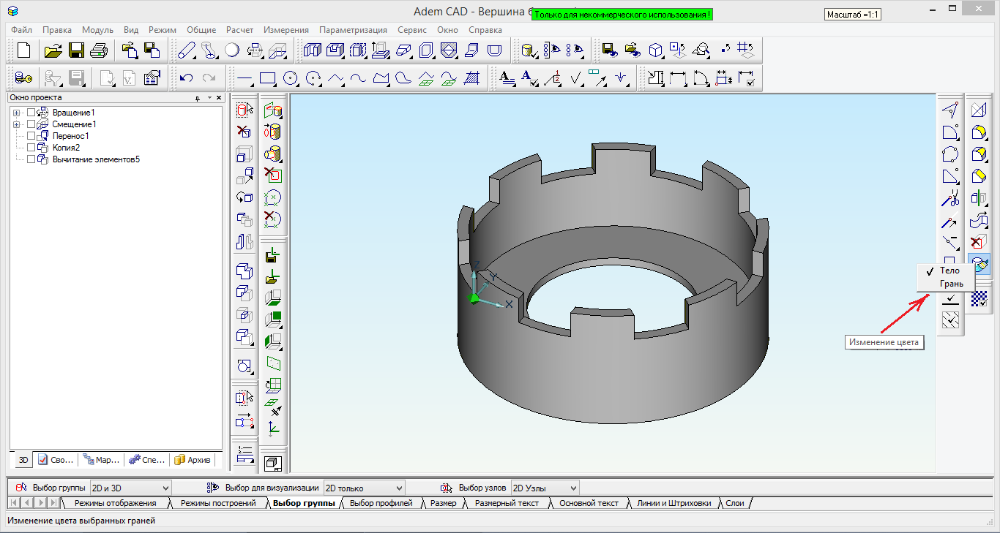 Adem CAD - Вершина б
Только для некоммерческого использования !
Масштаб =1:1
Файл Правка Модуль Вид Режим Общие Расчет Измерения Параметризация Сервис Окно Справка
Окно проекта
Вращение1
Смещение1
Перенос1
Копия2
Вычитание элементов5
Z
Y
X
Тело
Грань
Изменение цвета
3D Сво... Мар... Спе... Архив
Выбор группы 2D и 3D Выбор для визуализации 2D только Выбор узлов 2D Узлы
Режимы отображения Режимы построений Выбор группы Выбор профилей Размер Размерный текст Основной текст Линии и Штриховки Слои
Изменение цвета выбранных граней